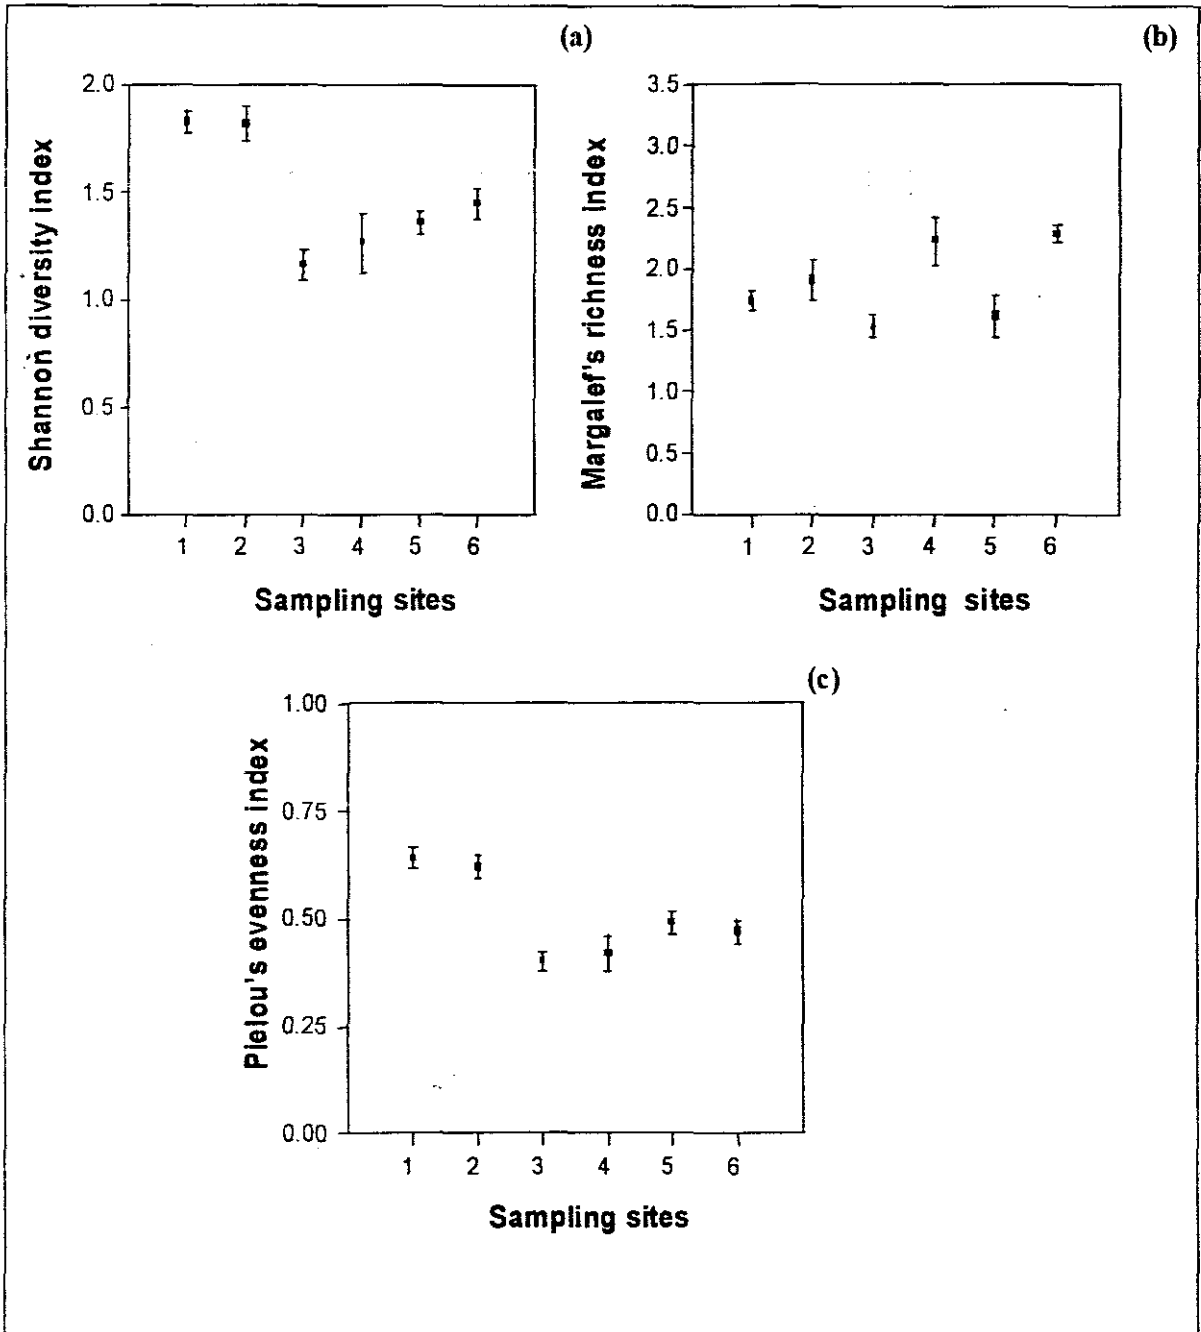 (a)
(b)
2.0
1.5
1.0
0.5
0.0
Shannon diversity index
1 2 3 4 5 6
Sampling sites
3.5
3.0
2.5
2.0
1.5
1.0
0.5
0.0
Margalef's richness index
1 2 3 4 5 6
Sampling sites
(c)
1.00
0.75
0.50
0.25
0.00
Pielou's evenness index
1 2 3 4 5 6
Sampling sites